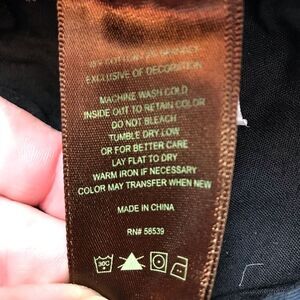 EXCLUSIVE OF DECORATION
MACHINE WASH COLD
INSIDE OUT TO RETAIN COLOR
DO NOT BLEACH
TUMBLE DRY LOW
OR FOR BETTER CARE
LAY FLAT TO DRY
WARM IRON IF NECESSARY
COLOR MAY TRANSFER WHEN NEW
MADE IN CHINA
RN# 58539
30C